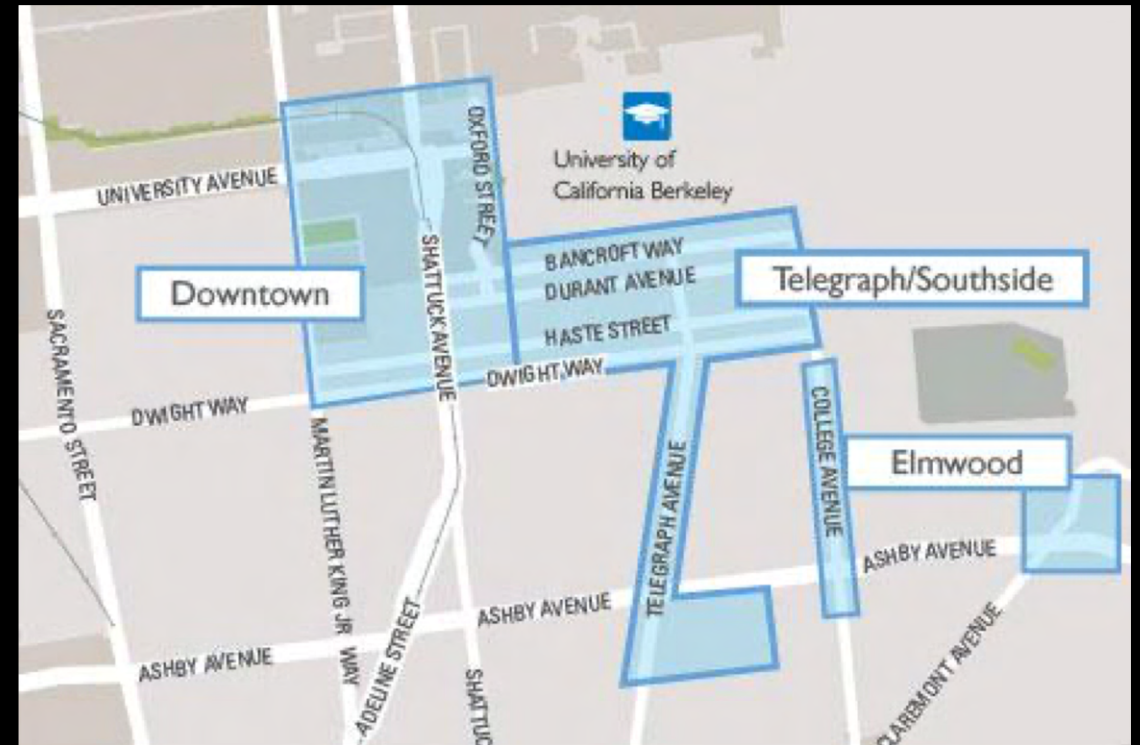 OXFORD STREET
University of
California Berkeley
UNIVERSITY AVENUE
BANCROFT WAY
DURANT AVENUE
Telegraph/Southside
Downtown
SHATTUCK AVENUE
HASTE STREET
SACRAMENTO STREET
DWIGHT WAY
DWIGHT WAY
COLLEGE AVENUE
Elmwood
MARTIN LUTHER KING JR WAY
TELEGRAPH AVENUE
ASHBY AVENUE
ASHBY AVENUE
ASHBY AVENUE
ADELINE STREET
SHATTUC
CLAREMONT AVENUE